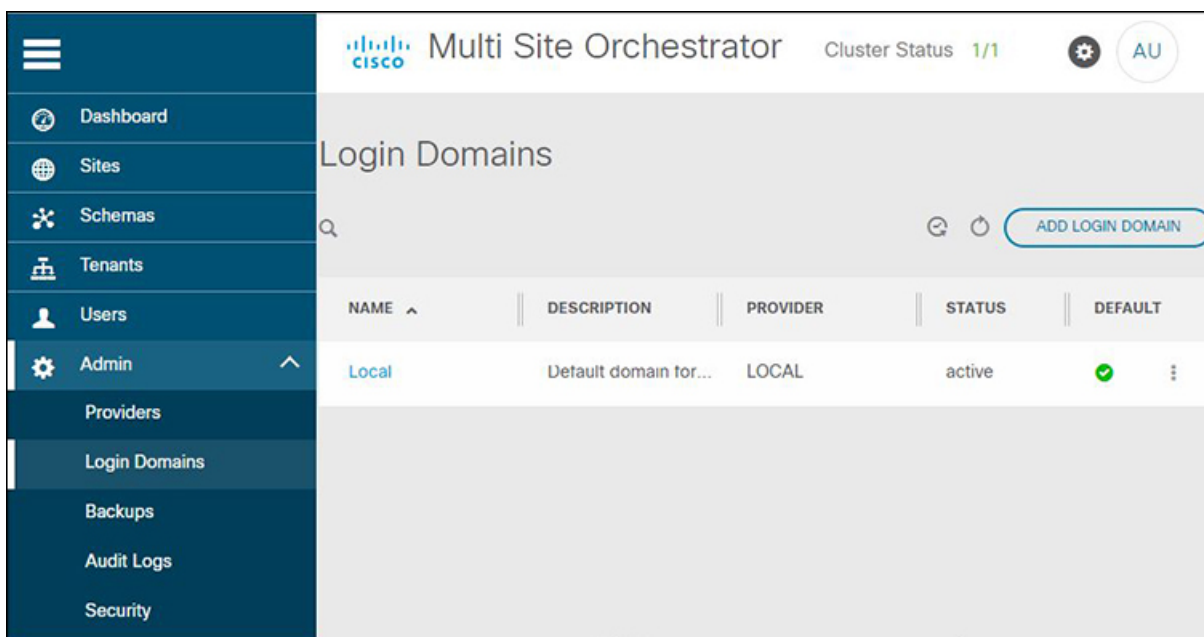 CISCO Multi Site Orchestrator Cluster Status 1/1 AU
Dashboard
Sites
Schemas
Tenants
Users
Admin
Providers
Login Domains
Backups
Audit Logs
Security
Login Domains
ADD LOGIN DOMAIN
NAME DESCRIPTION PROVIDER STATUS DEFAULT
Local Default domain for... LOCAL active